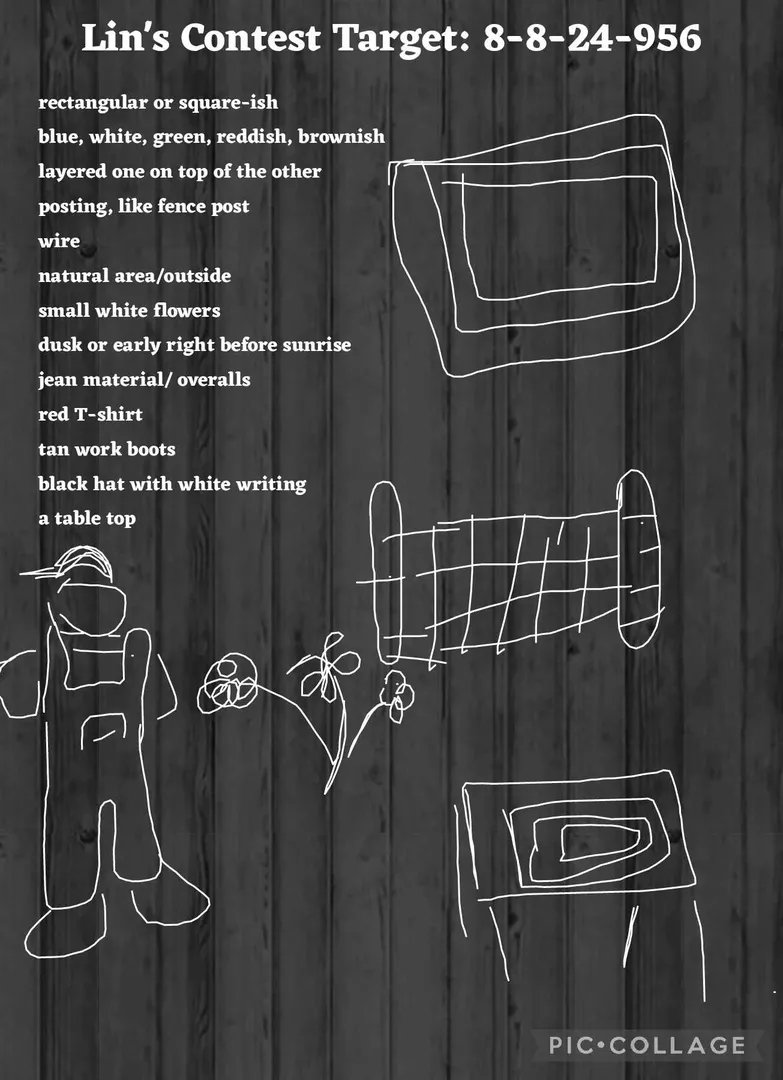 Lin's Contest Target: 8-8-24-956
rectangular or square-ish
blue, white, green, reddish, brownish
layered one on top of the other
posting, like fence post
wire
natural area/outside
small white flowers
dusk or early right before sunrise
jean material/ overalls
red T-shirt
tan work boots
black hat with white writing
a table top
PIC•COLLAGE